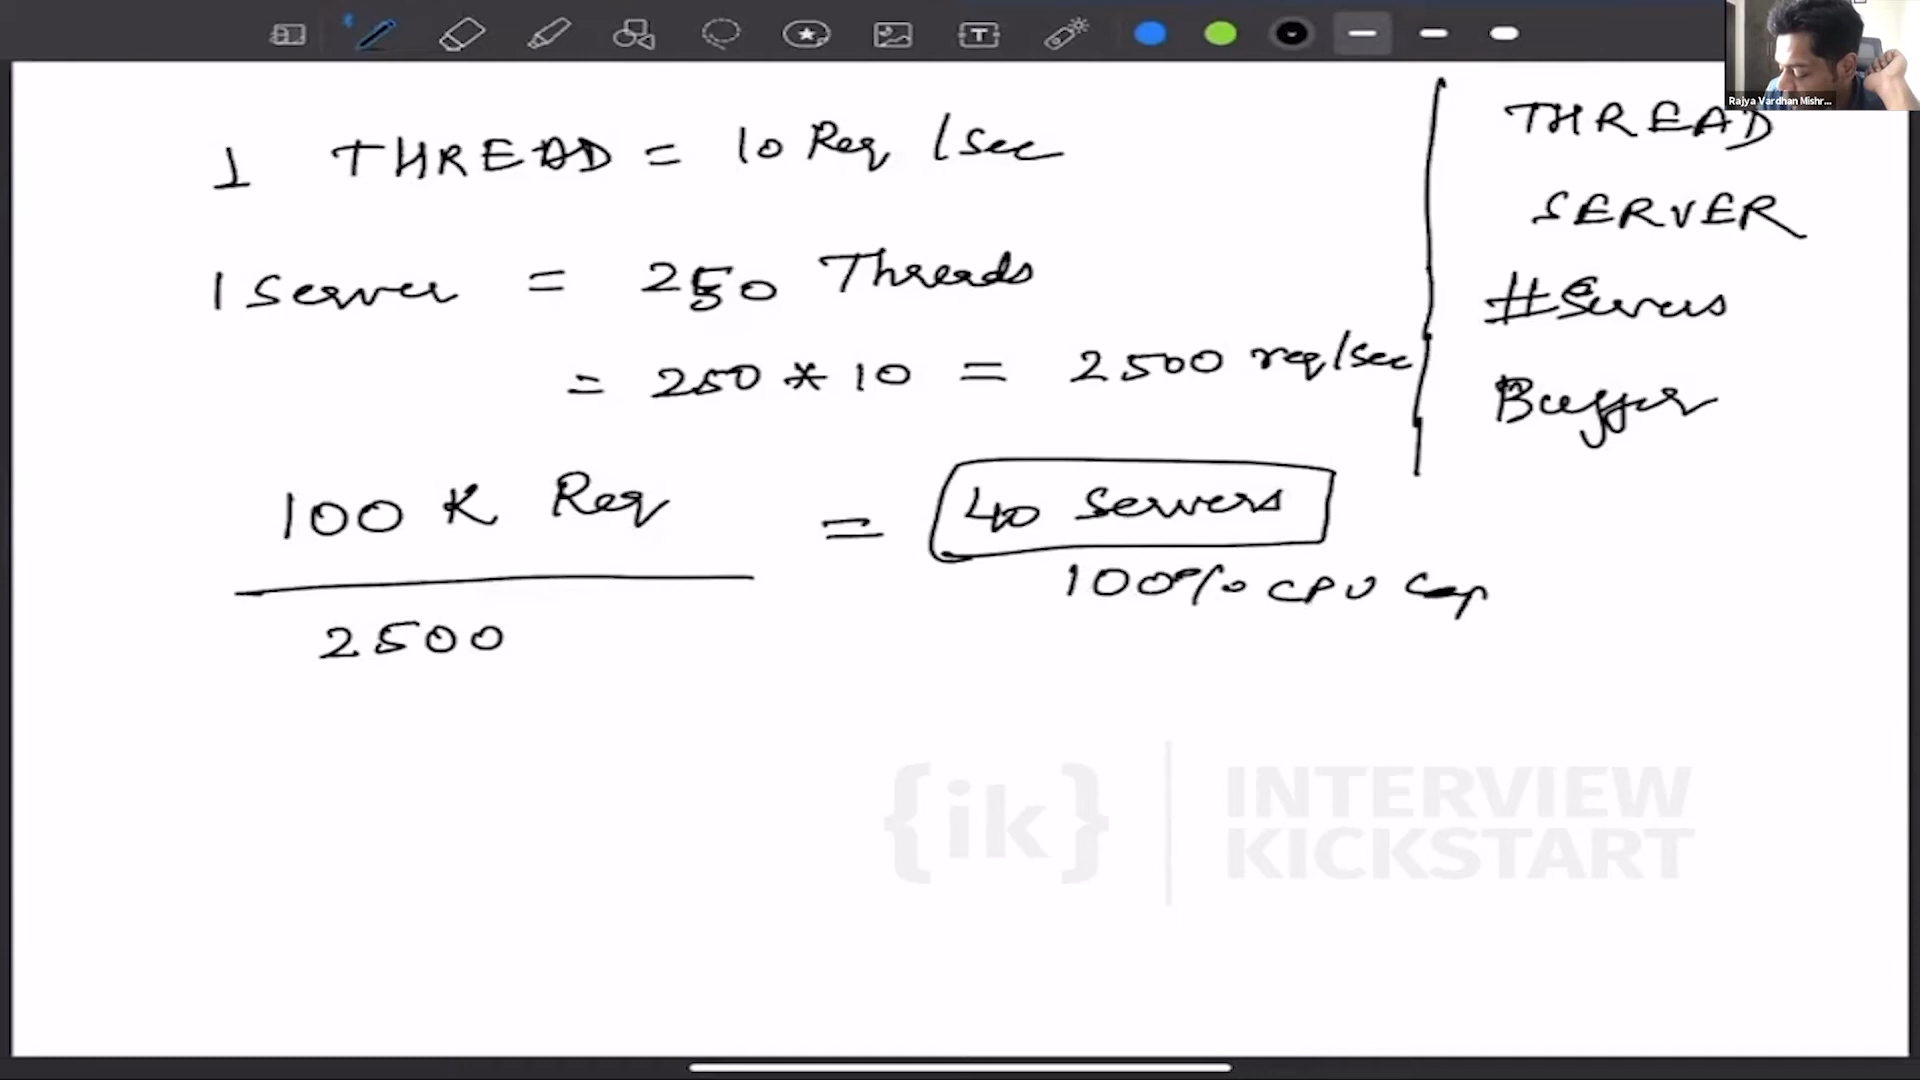 1 THREAD = 10 Req /sec
1 Server = 250 Threads
= 250 * 10 = 2500 req/sec
100 K Req
2500
= 40 Servers
100% CPU Cap
THREAD
SERVER
#Servers
Buffer
Rajya Vardhan Mishr...
{ik} INTERVIEW
KICKSTART
T